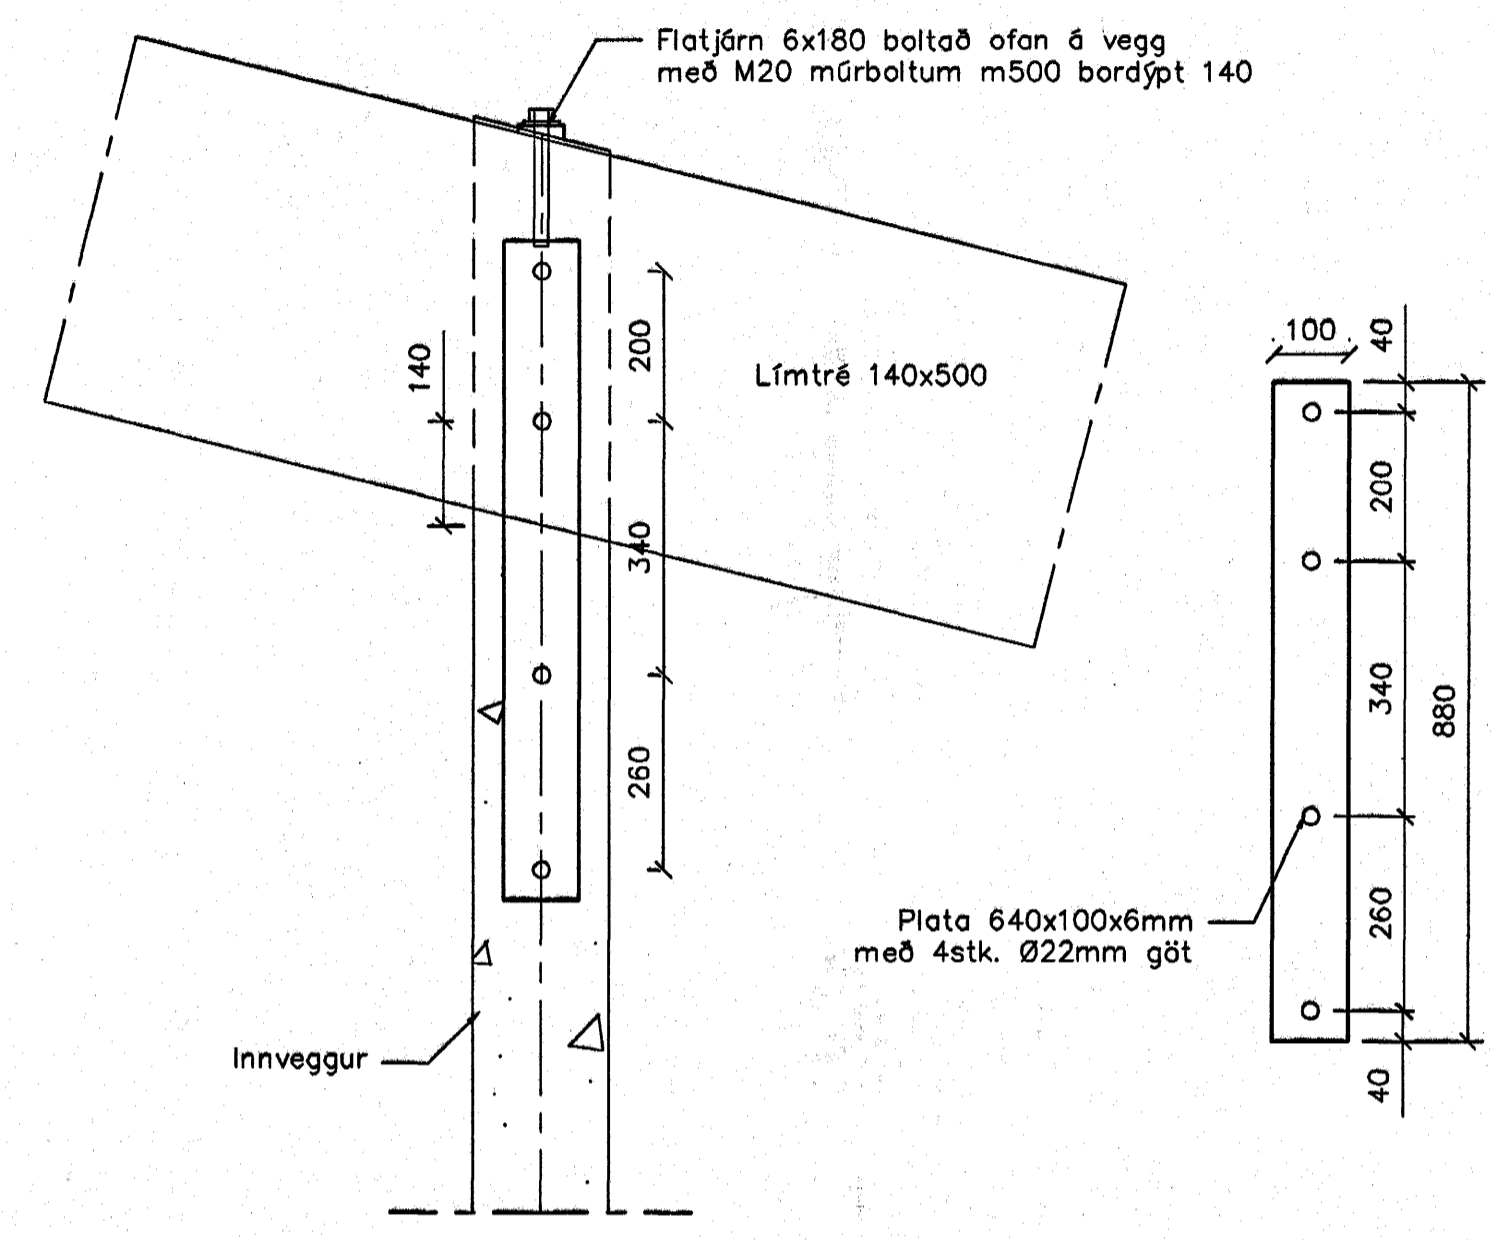 Flatjárn 6x180 boltað ofan á vegg
með M20 múrboltum m500 bordýpt 140
140
200
Límtré 140x500
340
260
Innveggur
100
40
200
340
880
260
40
Plata 640x100x6mm
með 4stk. Ø22mm göt